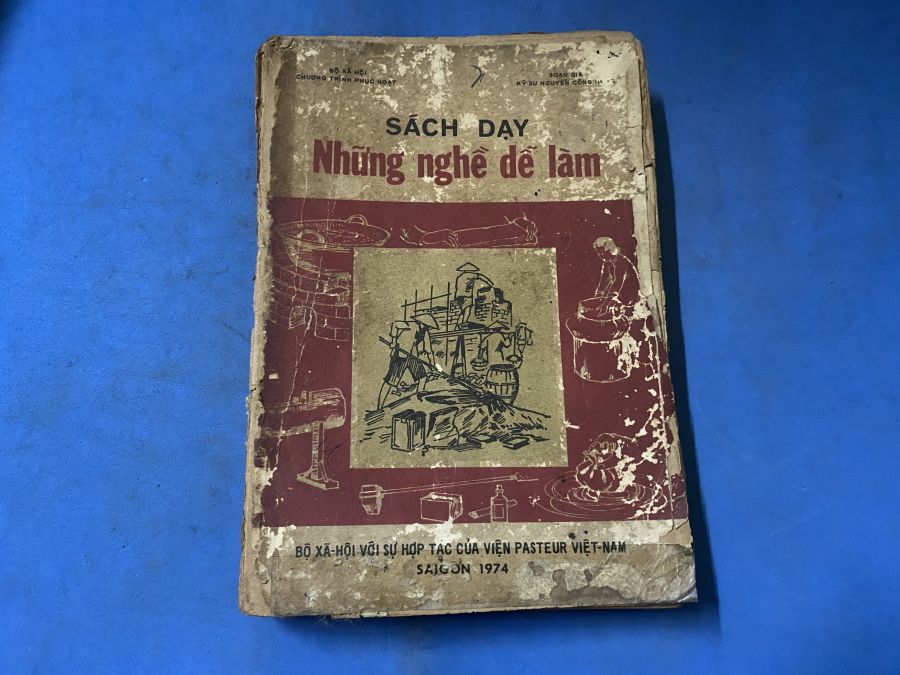 BỘ XÃ HỘI
CHƯƠNG TRÌNH PHỤC HOẠT
SOẠN GIẢ
KỸ SƯ NGUYỄN CÔNG
SÁCH DẠY
Những nghề dễ làm
BỘ XÃ-HỘI VỚI SỰ HỢP TÁC CỦA VIỆN PASTEUR VIỆT-NAM
SAIGON 1974